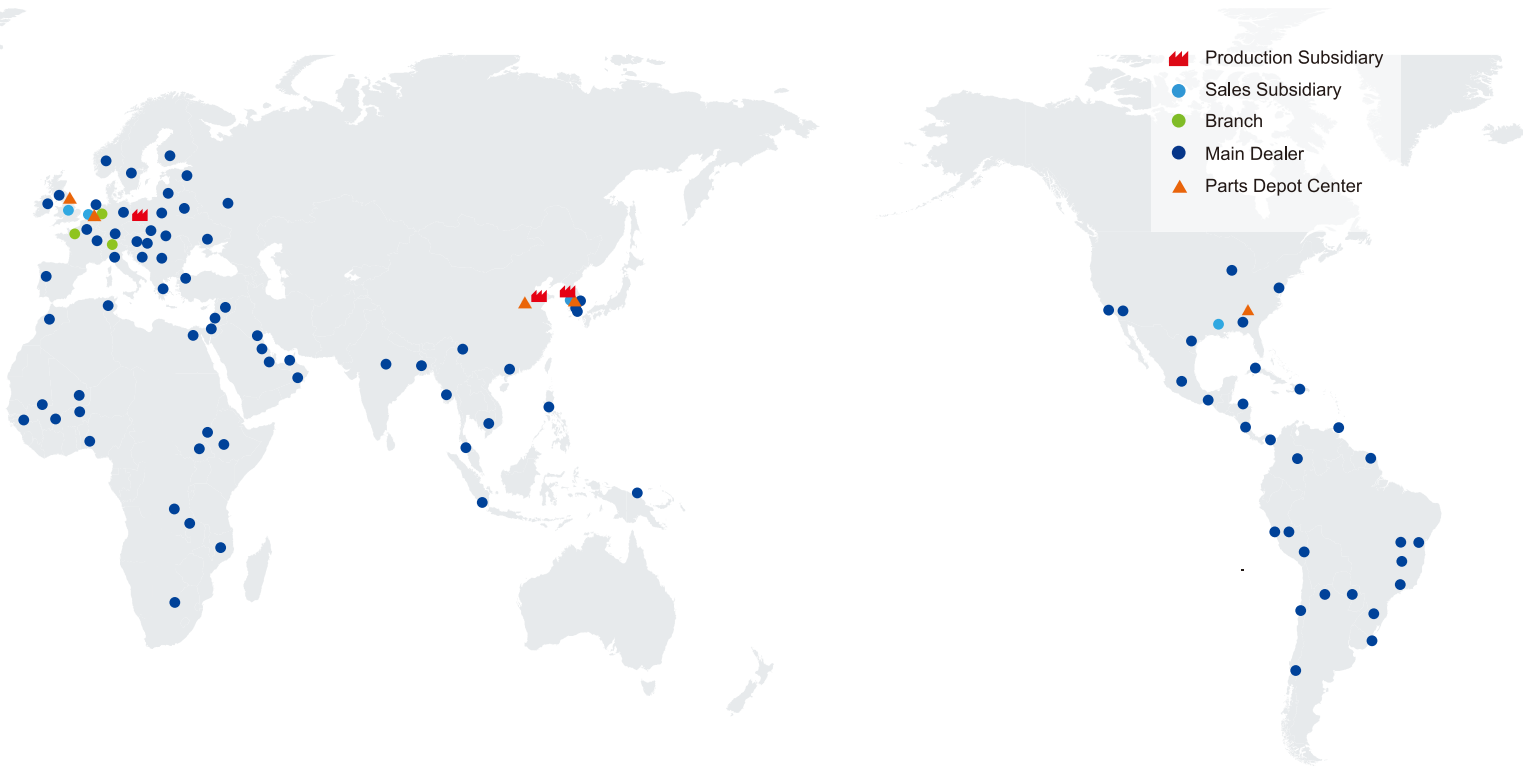 Production Subsidiary
Sales Subsidiary
Branch
Main Dealer
Parts Depot Center